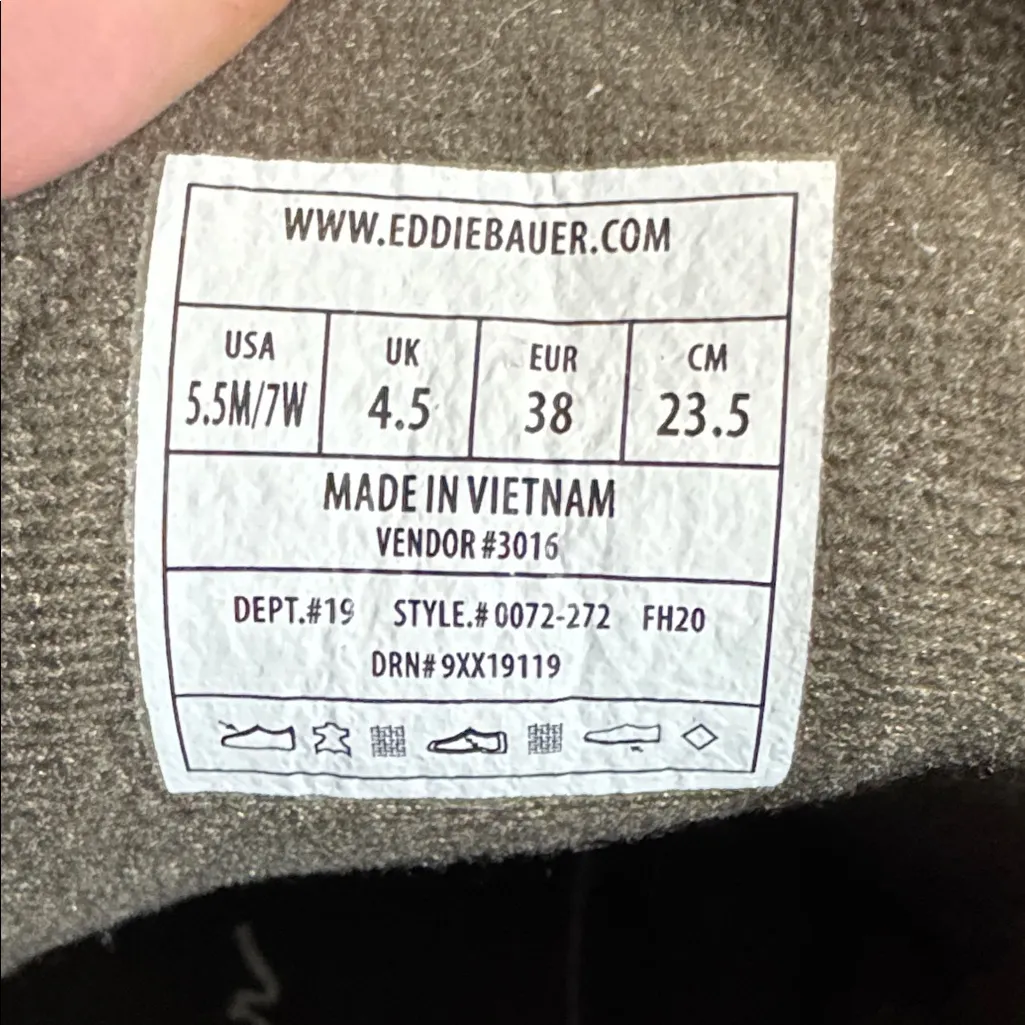 WWW.EDDIEBAUER.COM
USA UK EUR CM
5.5M/7W 4.5 38 23.5
MADE IN VIETNAM
VENDOR #3016
DEPT.#19 STYLE.# 0072-272 FH20
DRN# 9XX19119